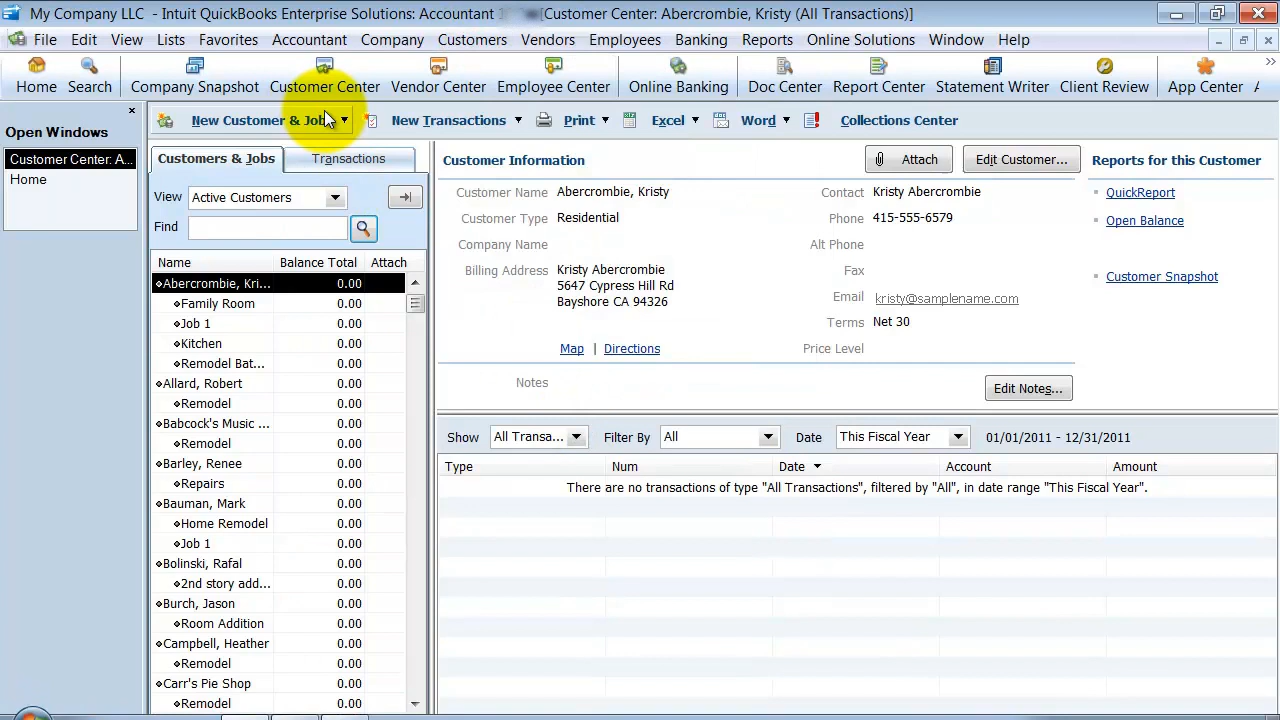 My Company LLC - Intuit QuickBooks Enterprise Solutions: Accountant [Customer Center: Abercrombie, Kristy (All Transactions)]
File Edit View Lists Favorites Accountant Company Customers Vendors Employees Banking Reports Online Solutions Window Help
Home Search Company Snapshot Customer Center Vendor Center Employee Center Online Banking Doc Center Report Center Statement Writer Client Review App Center A
Open Windows
Customer Center: A...
Home
New Customer & Job New Transactions Print Excel Word Collections Center
Customers & Jobs Transactions
View Active Customers
Find
Name Balance Total Attach
Abercrombie, Kri... 0.00
Family Room 0.00
Job 1 0.00
Kitchen 0.00
Remodel Bat... 0.00
Allard, Robert 0.00
Remodel 0.00
Babcock's Music ... 0.00
Remodel 0.00
Barley, Renee 0.00
Repairs 0.00
Bauman, Mark 0.00
Home Remodel 0.00
Job 1 0.00
Bolinski, Rafal 0.00
2nd story add... 0.00
Burch, Jason 0.00
Room Addition 0.00
Campbell, Heather 0.00
Remodel 0.00
Carr's Pie Shop 0.00
Remodel 0.00
Customer Information Attach Edit Customer...
Customer Name Abercrombie, Kristy Contact Kristy Abercrombie
Customer Type Residential Phone 415-555-6579
Company Name Alt Phone
Billing Address Kristy Abercrombie Fax
5647 Cypress Hill Rd
Bayshore CA 94326 Email kristy@samplename.com
Terms Net 30
Map | Directions Price Level
Notes Edit Notes...
Reports for this Customer
QuickReport
Open Balance
Customer Snapshot
Show All Transa... Filter By All Date This Fiscal Year 01/01/2011 - 12/31/2011
Type Num Date Account Amount
There are no transactions of type "All Transactions", filtered by "All", in date range "This Fiscal Year".